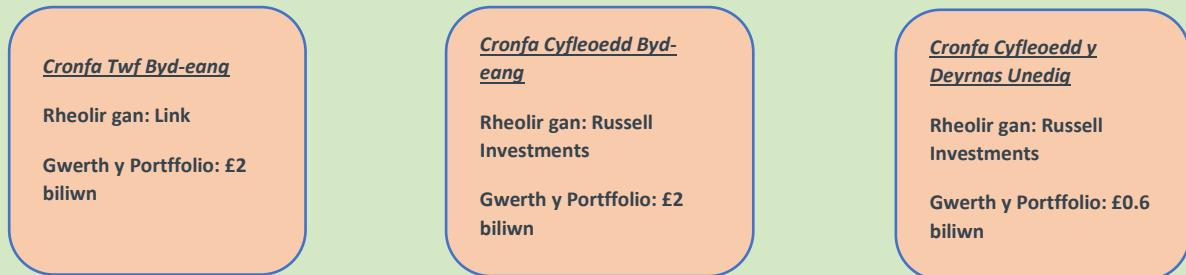 Cronfa Twf Byd-eang
Rheolir gan: Link
Gwerth y Portffolio: £2
biliwn
Cronfa Cyfleoedd Byd-
eang
Rheolir gan: Russell
Investments
Gwerth y Portffolio: £2
biliwn
Cronfa Cyfleoedd y
Deyrnas Unedig
Rheolir gan: Russell
Investments
Gwerth y Portffolio: £0.6
biliwn